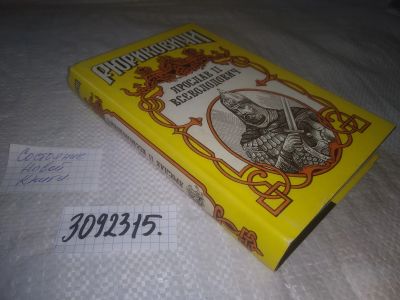 РЮРИКОВИЧИ
ЯРОСЛАВ II
ВСЕВОЛОДОВИЧ
Состояние
новой
книги
3092315.